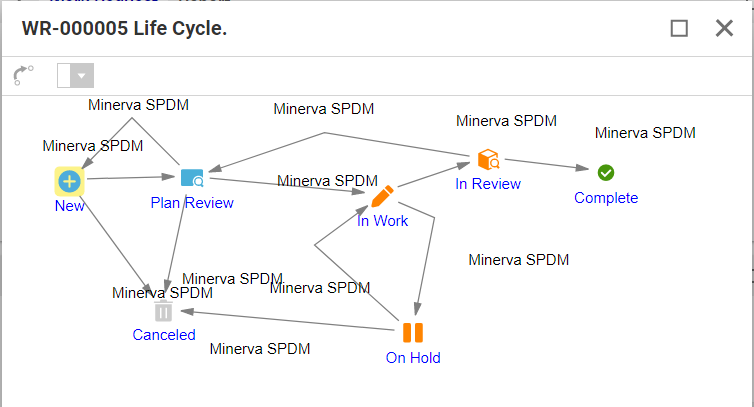 WR-000005 Life Cycle.
Minerva SPDM
Minerva SPDM
Minerva SPDM
Minerva SPDM
Minerva SPDM
Minerva SPDM
New
Plan Review
In Work
In Review
Complete
Minerva SPDM
Minerva SPDM
Minerva SPDM
Minerva SPDM
Canceled
Minerva SPDM
On Hold